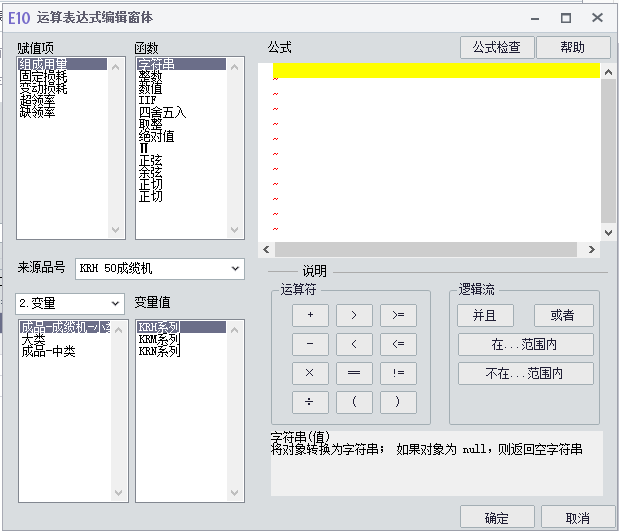 E10 运算表达式编辑窗体
赋值项
函数
公式
公式检查
帮助
组成用量
固定损耗
变动损耗
超领率
缺领率
字符串
整数
数值
IIF
四舍五入
取整
绝对值
Π
正弦
余弦
正切
正切
~
~
~
~
~
~
~
~
~
~
~
来源品号
KRH 50成缆机
2.变量
变量值
成品-成缆机-小
大类
成品-中类
KRH系列
KRM系列
KRN系列
说明
运算符
+ > >=
- < <=
× == !=
÷ ( )
逻辑流
并且
或者
在...范围内
不在...范围内
字符串(值)
将对象转换为字符串； 如果对象为 null，则返回空字符串
确定
取消